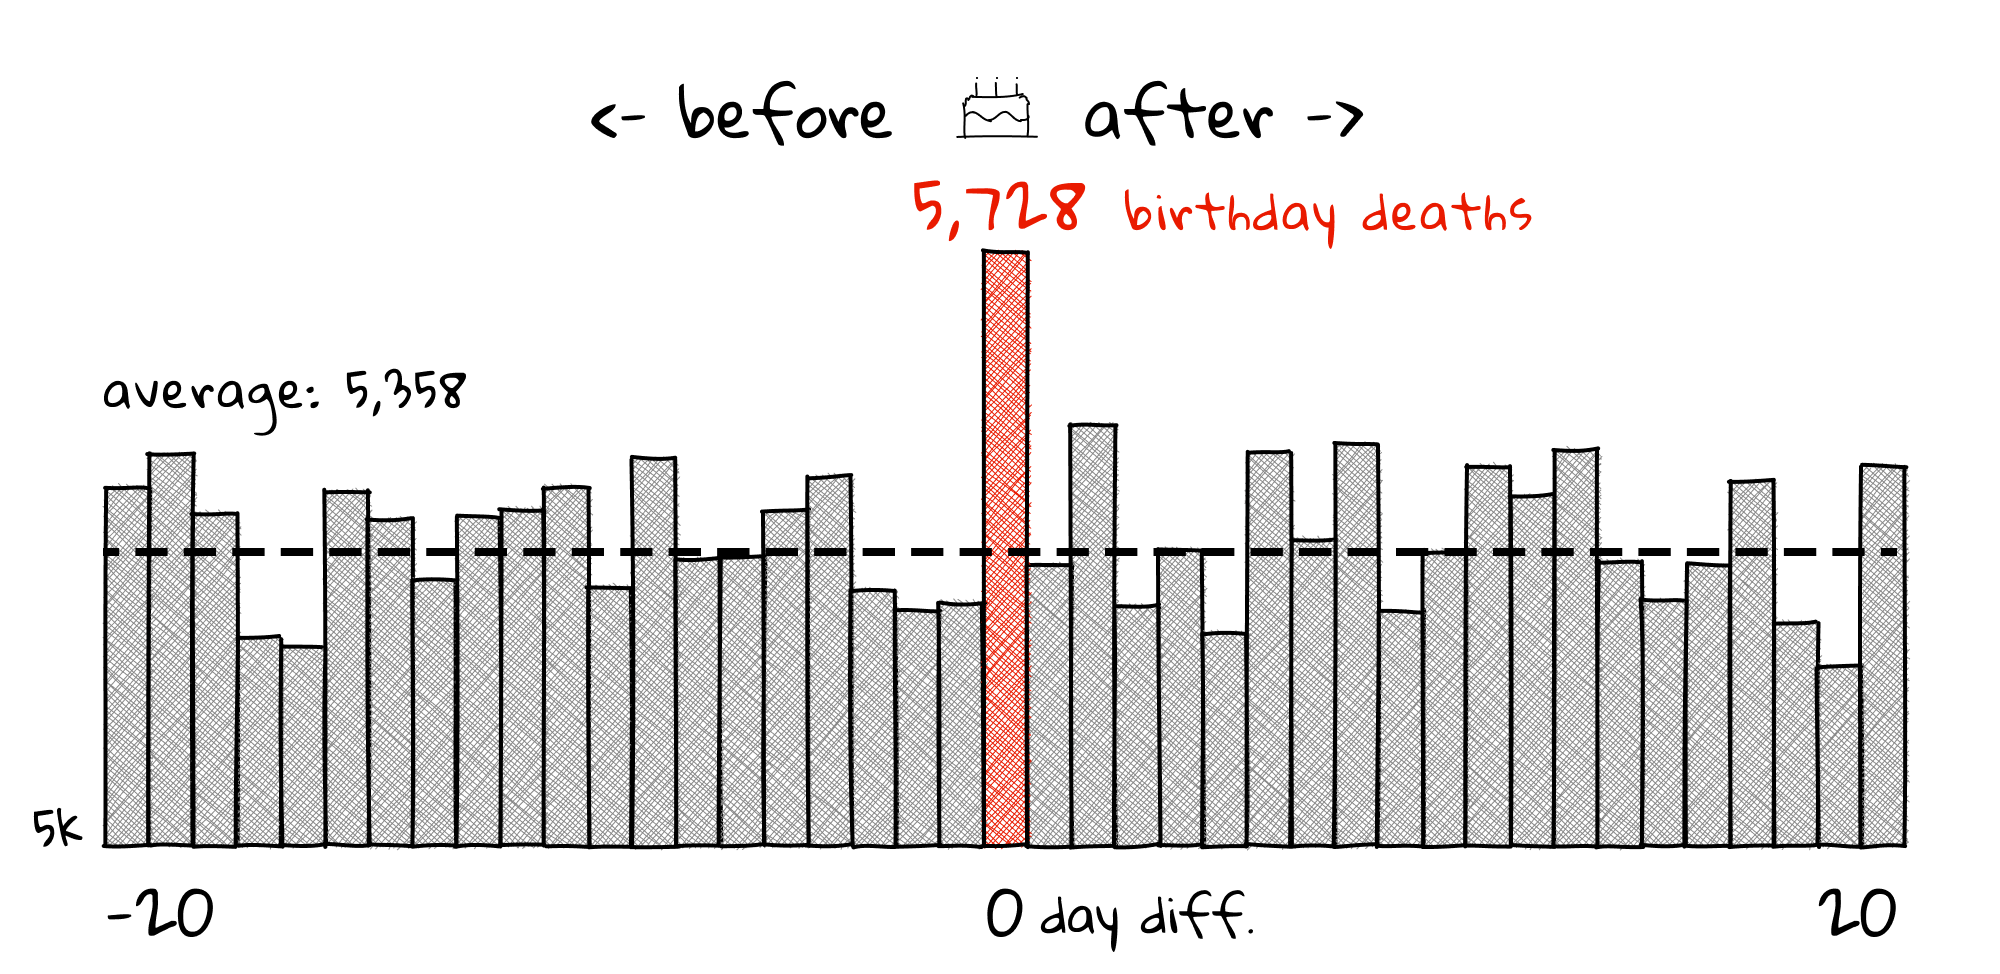 <- before after ->
5,728 birthday deaths
average: 5,358
5k
-20 0 day diff. 20